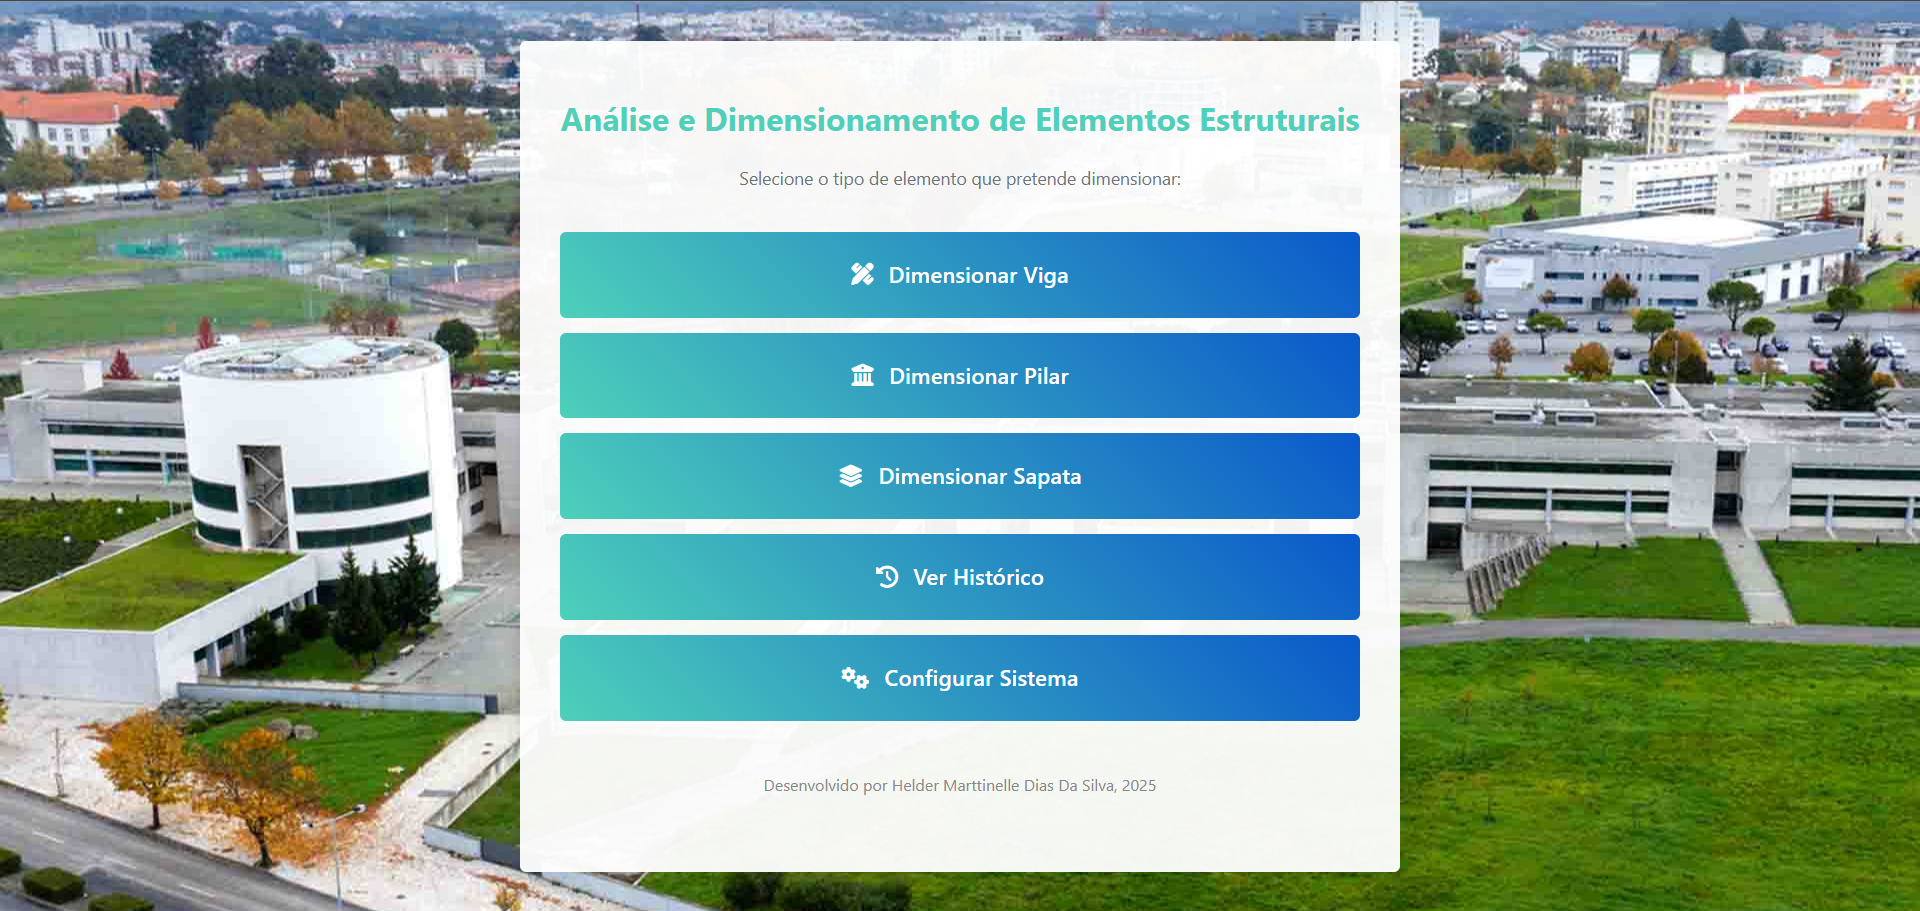 Análise e Dimensionamento de Elementos Estruturais
Selecione o tipo de elemento que pretende dimensionar:
Dimensionar Viga
Dimensionar Pilar
Dimensionar Sapata
Ver Histórico
Configurar Sistema
Desenvolvido por Helder Marttinelle Dias Da Silva, 2025